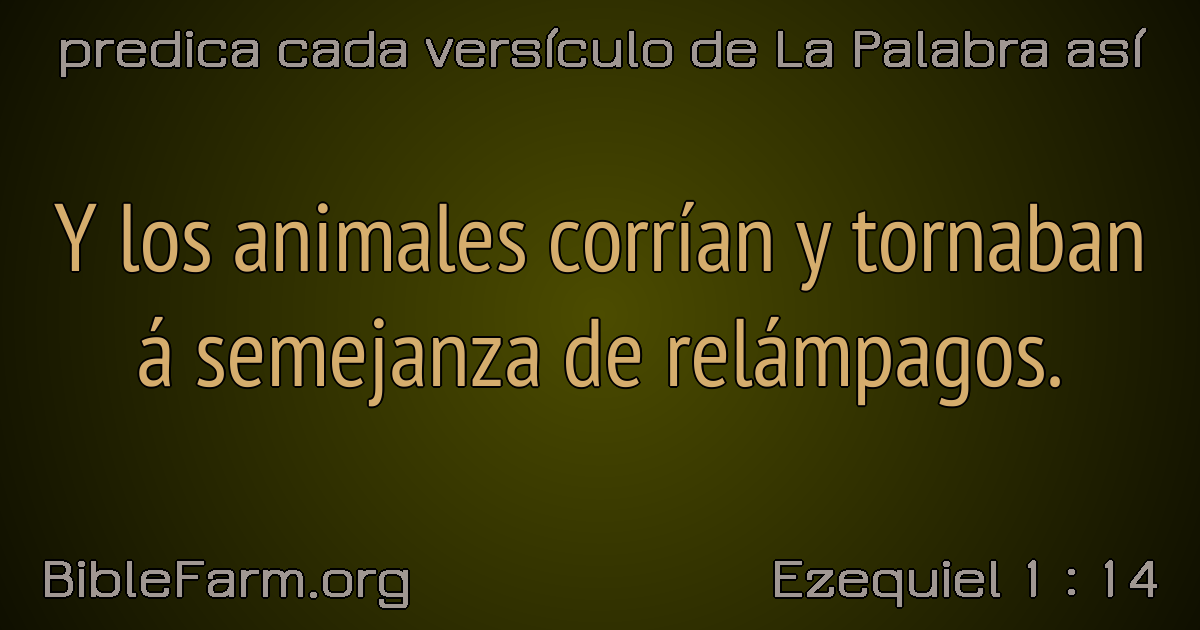 predica cada versículo de La Palabra así
Y los animales corrían y tornaban
á semejanza de relámpagos.
BibleFarm.org
Ezequiel 1 : 14